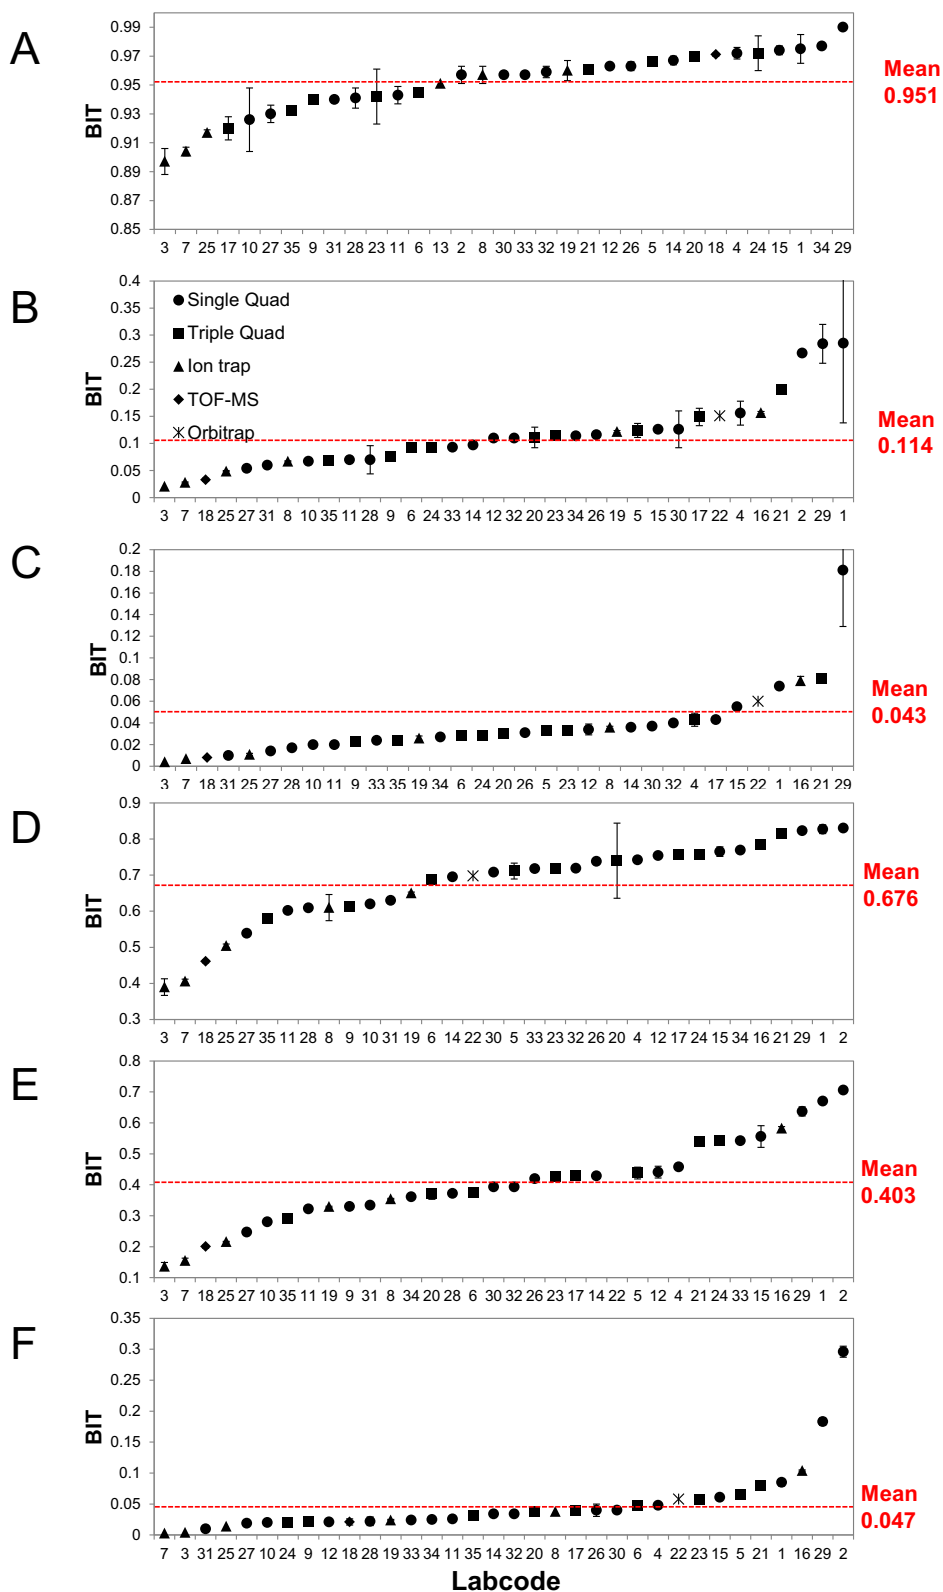 A
BIT
0.99
0.97
0.95
0.93
0.91
0.89
0.87
0.85
Mean
0.951
3 7 25 17 10 27 35 9 31 28 23 11 6 13 2 8 30 33 32 19 21 12 26 5 14 20 18 4 24 15 1 34 29
B
BIT
0.4
0.35
0.3
0.25
0.2
0.15
0.1
0.05
0
Single Quad
Triple Quad
Ion trap
TOF-MS
Orbitrap
Mean
0.114
3 7 18 25 27 31 8 10 35 11 28 9 6 24 33 14 12 32 20 23 34 26 19 5 15 30 17 22 4 16 21 2 29 1
C
BIT
0.2
0.18
0.16
0.14
0.12
0.1
0.08
0.06
0.04
0.02
0
Mean
0.043
3 7 18 31 25 27 28 10 11 9 33 35 19 34 6 24 20 26 5 23 12 8 14 30 32 4 17 15 22 1 16 21 29
D
BIT
0.9
0.8
0.7
0.6
0.5
0.4
0.3
Mean
0.676
3 7 18 25 27 35 11 28 8 9 10 31 19 6 14 22 30 5 33 23 32 26 20 4 12 17 24 15 34 16 21 29 1 2
E
BIT
0.8
0.7
0.6
0.5
0.4
0.3
0.2
0.1
Mean
0.403
3 7 18 25 27 10 35 11 19 9 31 8 34 20 28 6 30 32 26 23 17 14 22 5 12 4 21 24 33 15 16 29 1 2
F
BIT
0.35
0.3
0.25
0.2
0.15
0.1
0.05
0
Mean
0.047
7 3 31 25 27 10 24 9 12 18 28 19 33 34 11 35 14 32 20 8 17 26 30 6 4 22 23 15 5 21 1 16 29 2
Labcode